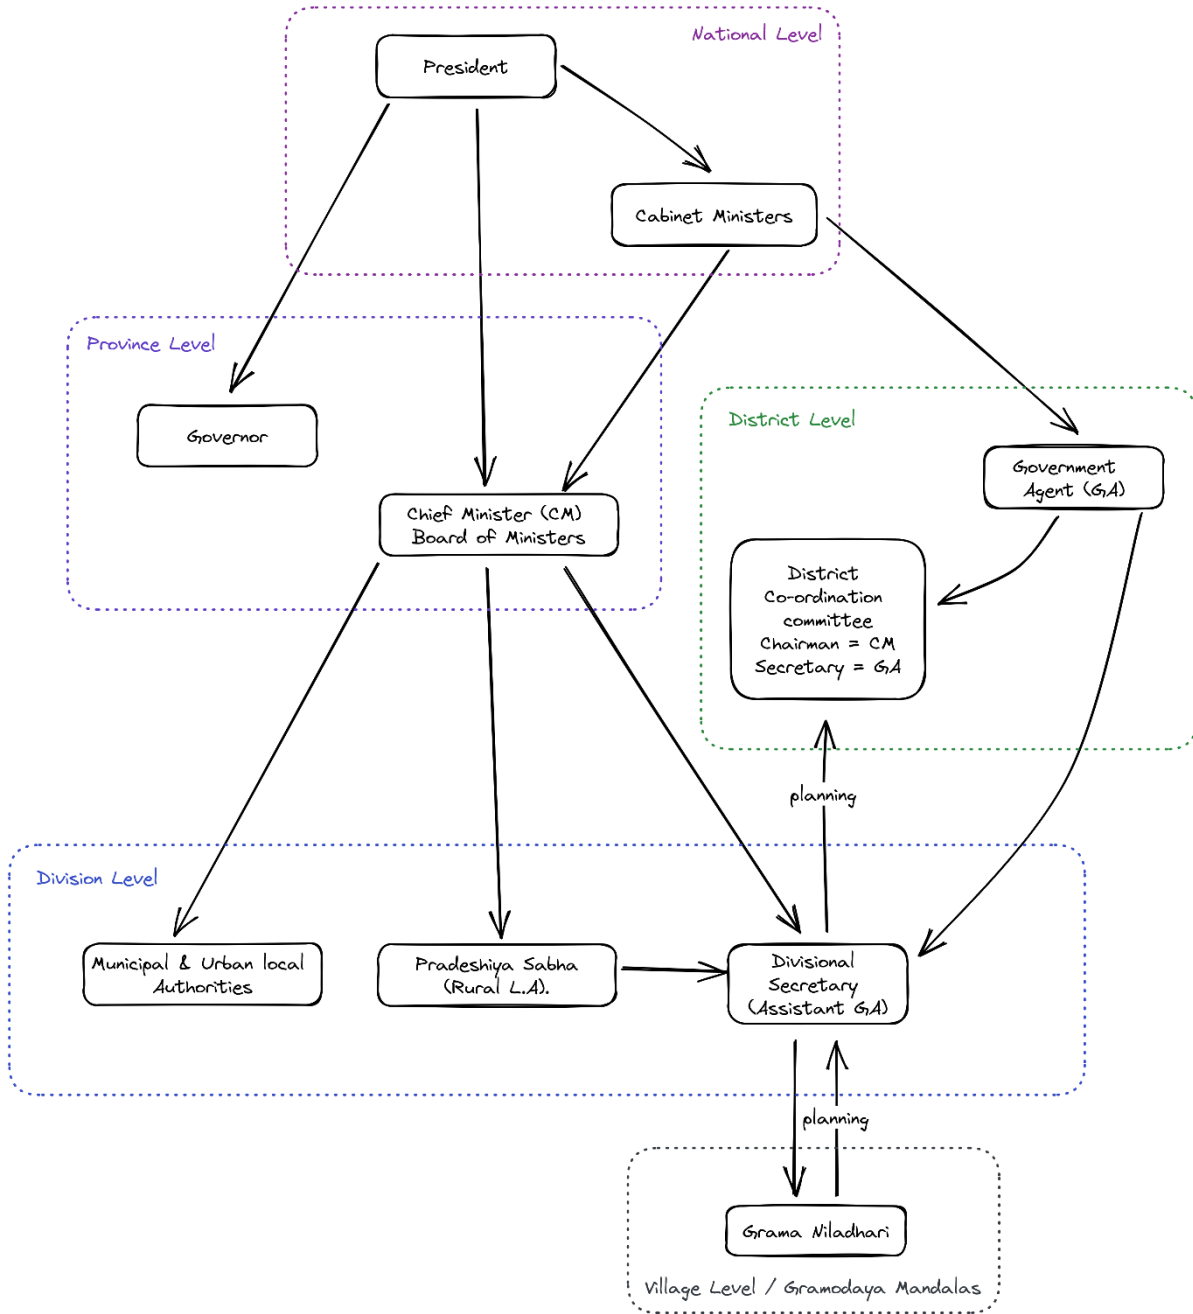 National Level
President
Cabinet Ministers
Province Level
Governor
Chief Minister (CM)
Board of Ministers
District Level
Government
Agent (GA)
District
Co-ordination
committee
Chairman = CM
Secretary = GA
planning
Division Level
Municipal & Urban local
Authorities
Pradeshiya Sabha
(Rural L.A).
Divisional
Secretary
(Assistant GA)
planning
Grama Niladhari
Village Level / Gramodaya Mandalas